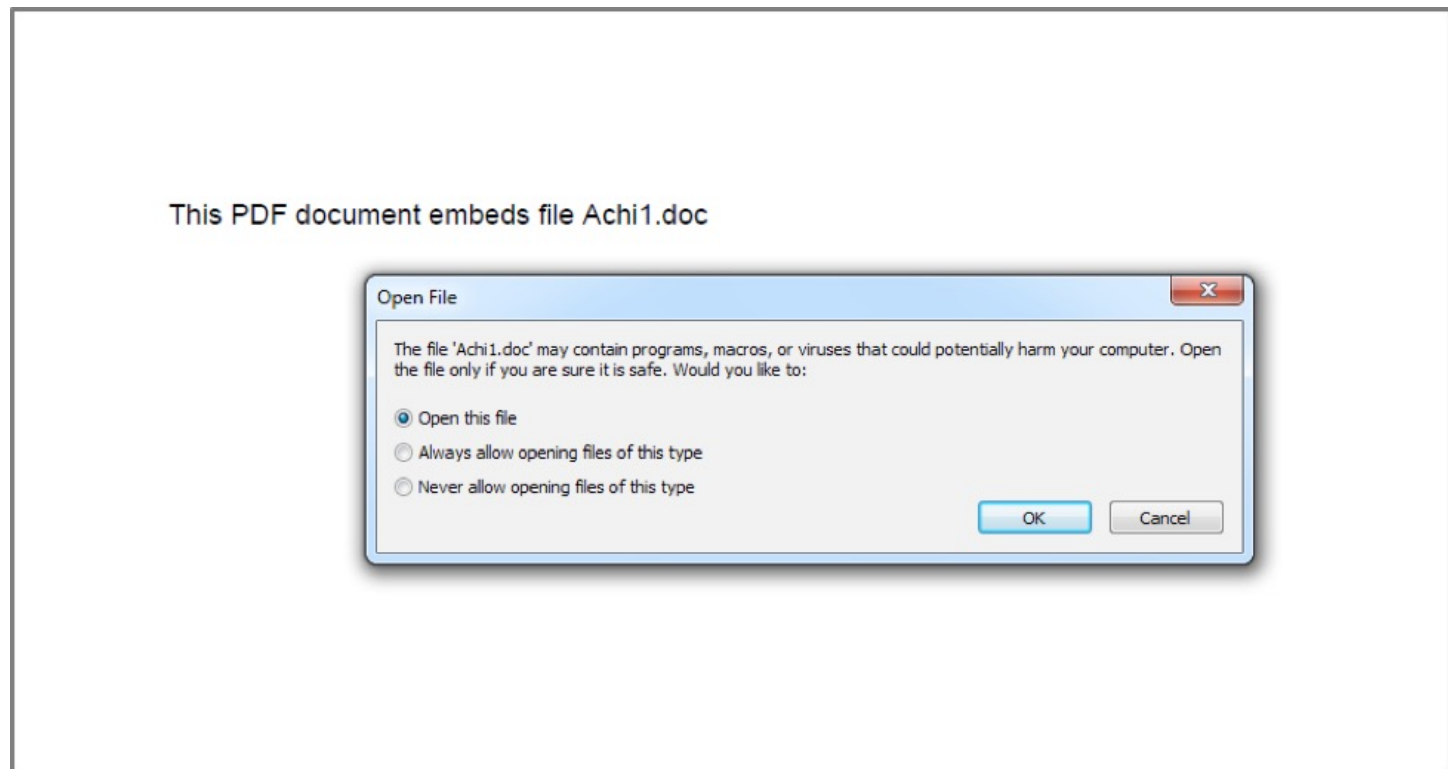 This PDF document embeds file Achi1.doc
Open File
The file 'Achi1.doc' may contain programs, macros, or viruses that could potentially harm your computer. Open
the file only if you are sure it is safe. Would you like to:
Open this file
Always allow opening files of this type
Never allow opening files of this type
OK Cancel